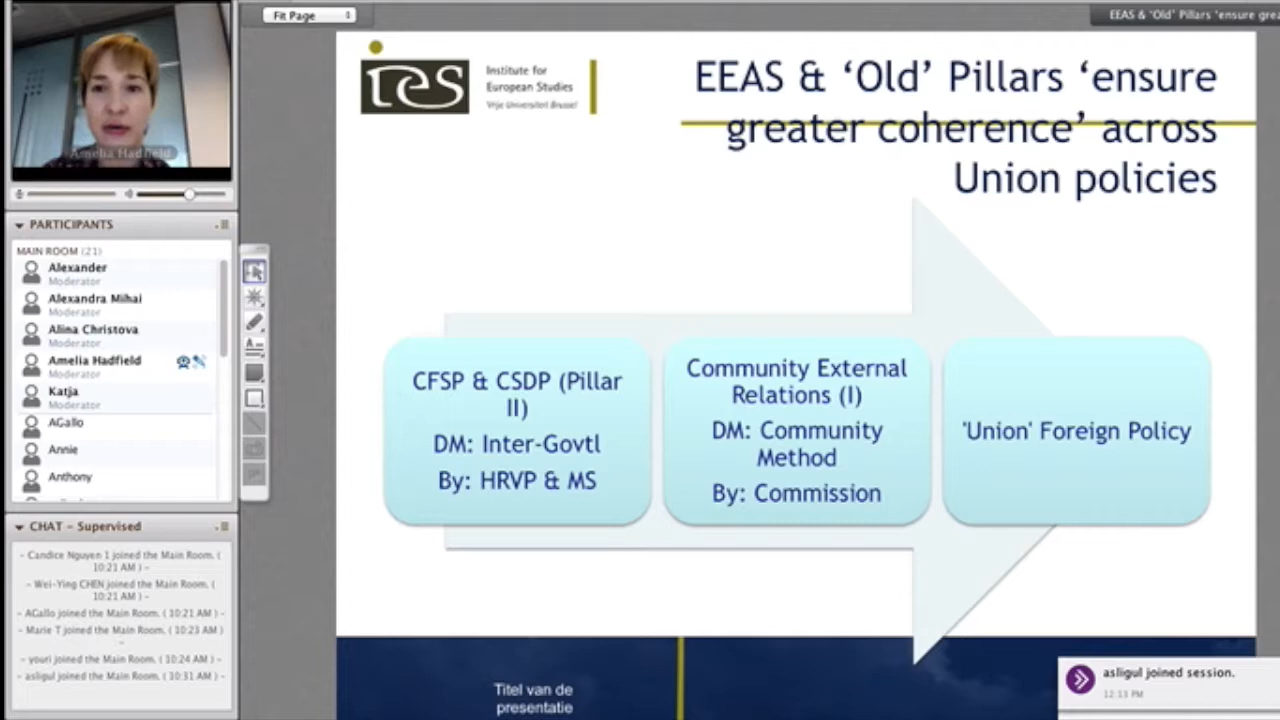 Fit Page
EEAS & 'Old' Pillars 'ensure grea
Amelia Hadfield
PARTICIPANTS
MAIN ROOM (21)
Alexander
Moderator
Alexandra Mihai
Moderator
Alina Christova
Moderator
Amelia Hadfield
Moderator
Katja
Moderator
AGallo
Annie
Anthony
CHAT - Supervised
- Candice Nguyen 1 joined the Main Room. (
10:21 AM ) -
- Wei-Ying CHEN joined the Main Room. (
10:21 AM ) -
- AGallo joined the Main Room. ( 10:21 AM ) -
- Marie T joined the Main Room. ( 10:23 AM )
-
- youri joined the Main Room. ( 10:24 AM ) -
- asligul joined the Main Room. ( 10:31 AM ) -
ies
Institute for
European Studies
Vrije Universiteit Brussel
EEAS & 'Old' Pillars 'ensure
greater coherence' across
Union policies
CFSP & CSDP (Pillar
II)
DM: Inter-Govtl
By: HRVP & MS
Community External
Relations (I)
DM: Community
Method
By: Commission
'Union' Foreign Policy
Titel van de
presentatie
asligul joined session.
12:13 PM